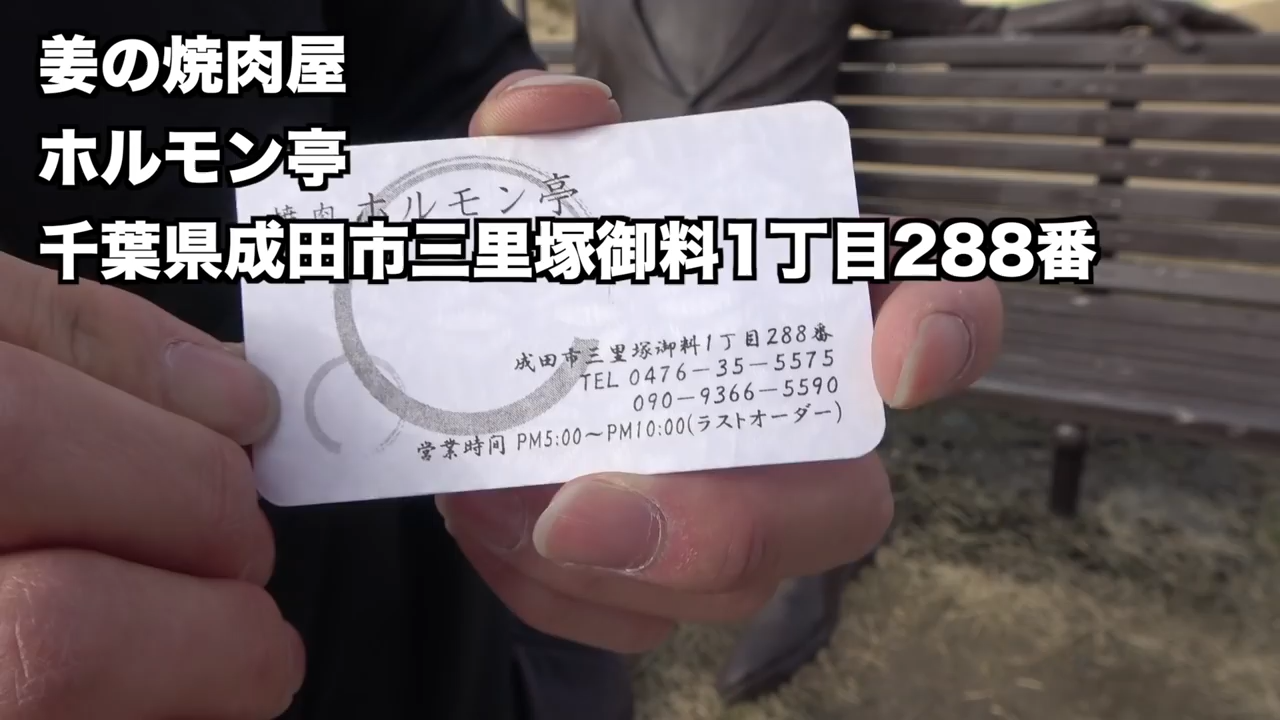 姜の焼肉屋
ホルモン亭
千葉県成田市三里塚御料1丁目288番
焼肉 ホルモン亭
成田市三里塚御料1丁目288番
TEL 0476-35-5575
090-9366-5590
営業時間 PM5:00〜PM10:00(ラストオーダー)